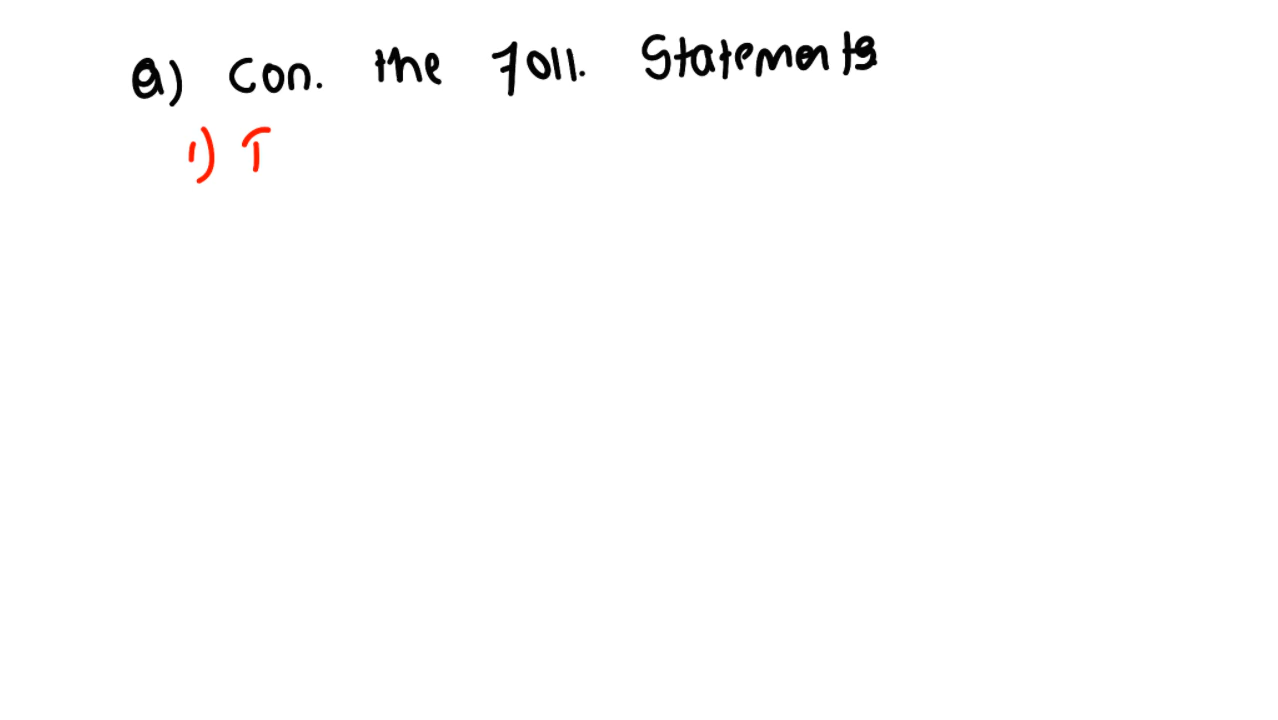 Q) Con. the foll. Statements
1) T